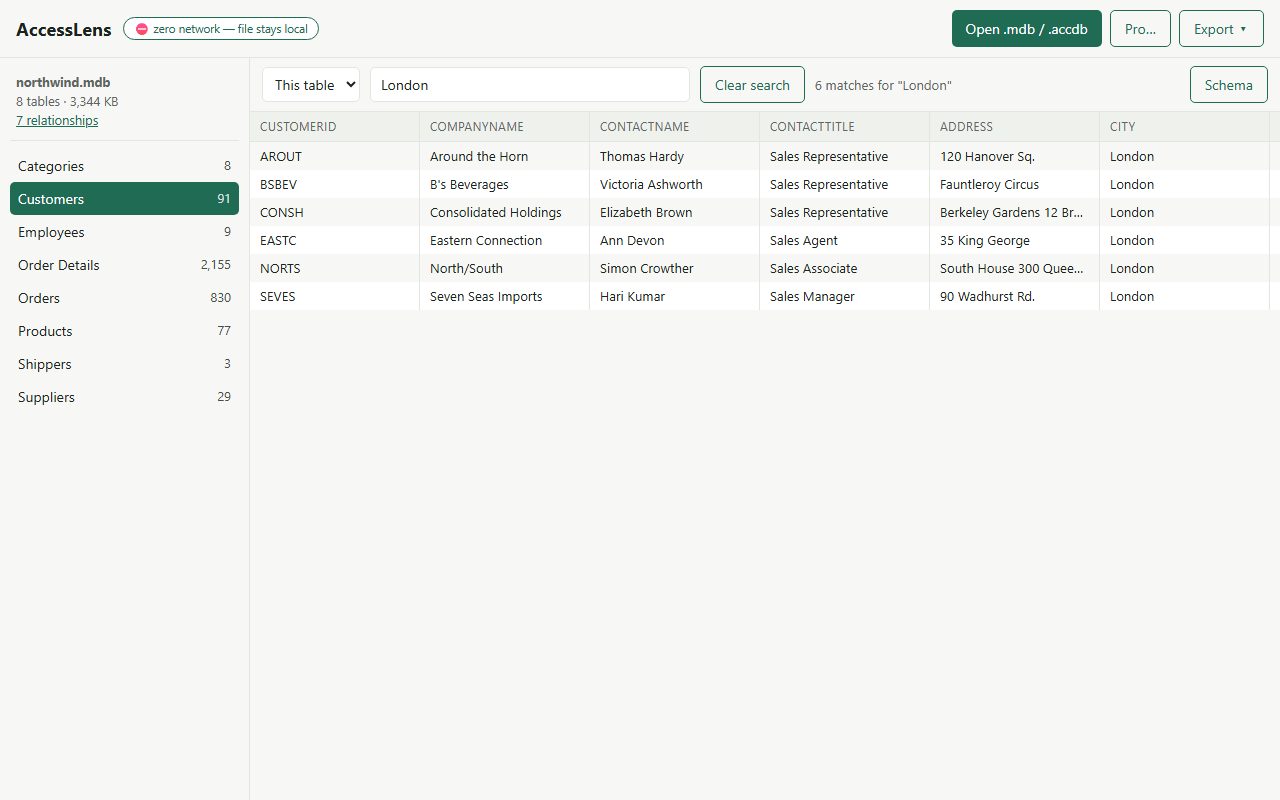 AccessLens
zero network — file stays local
Open .mdb / .accdb
Pro...
Export ▾
northwind.mdb
8 tables · 3,344 KB
7 relationships
Categories 8
Customers 91
Employees 9
Order Details 2,155
Orders 830
Products 77
Shippers 3
Suppliers 29
This table
London
Clear search
6 matches for "London"
Schema
CUSTOMERID COMPANYNAME CONTACTNAME CONTACTTITLE ADDRESS CITY
AROUT Around the Horn Thomas Hardy Sales Representative 120 Hanover Sq. London
BSBEV B's Beverages Victoria Ashworth Sales Representative Fauntleroy Circus London
CONSH Consolidated Holdings Elizabeth Brown Sales Representative Berkeley Gardens 12 Br... London
EASTC Eastern Connection Ann Devon Sales Agent 35 King George London
NORTS North/South Simon Crowther Sales Associate South House 300 Quee... London
SEVES Seven Seas Imports Hari Kumar Sales Manager 90 Wadhurst Rd. London